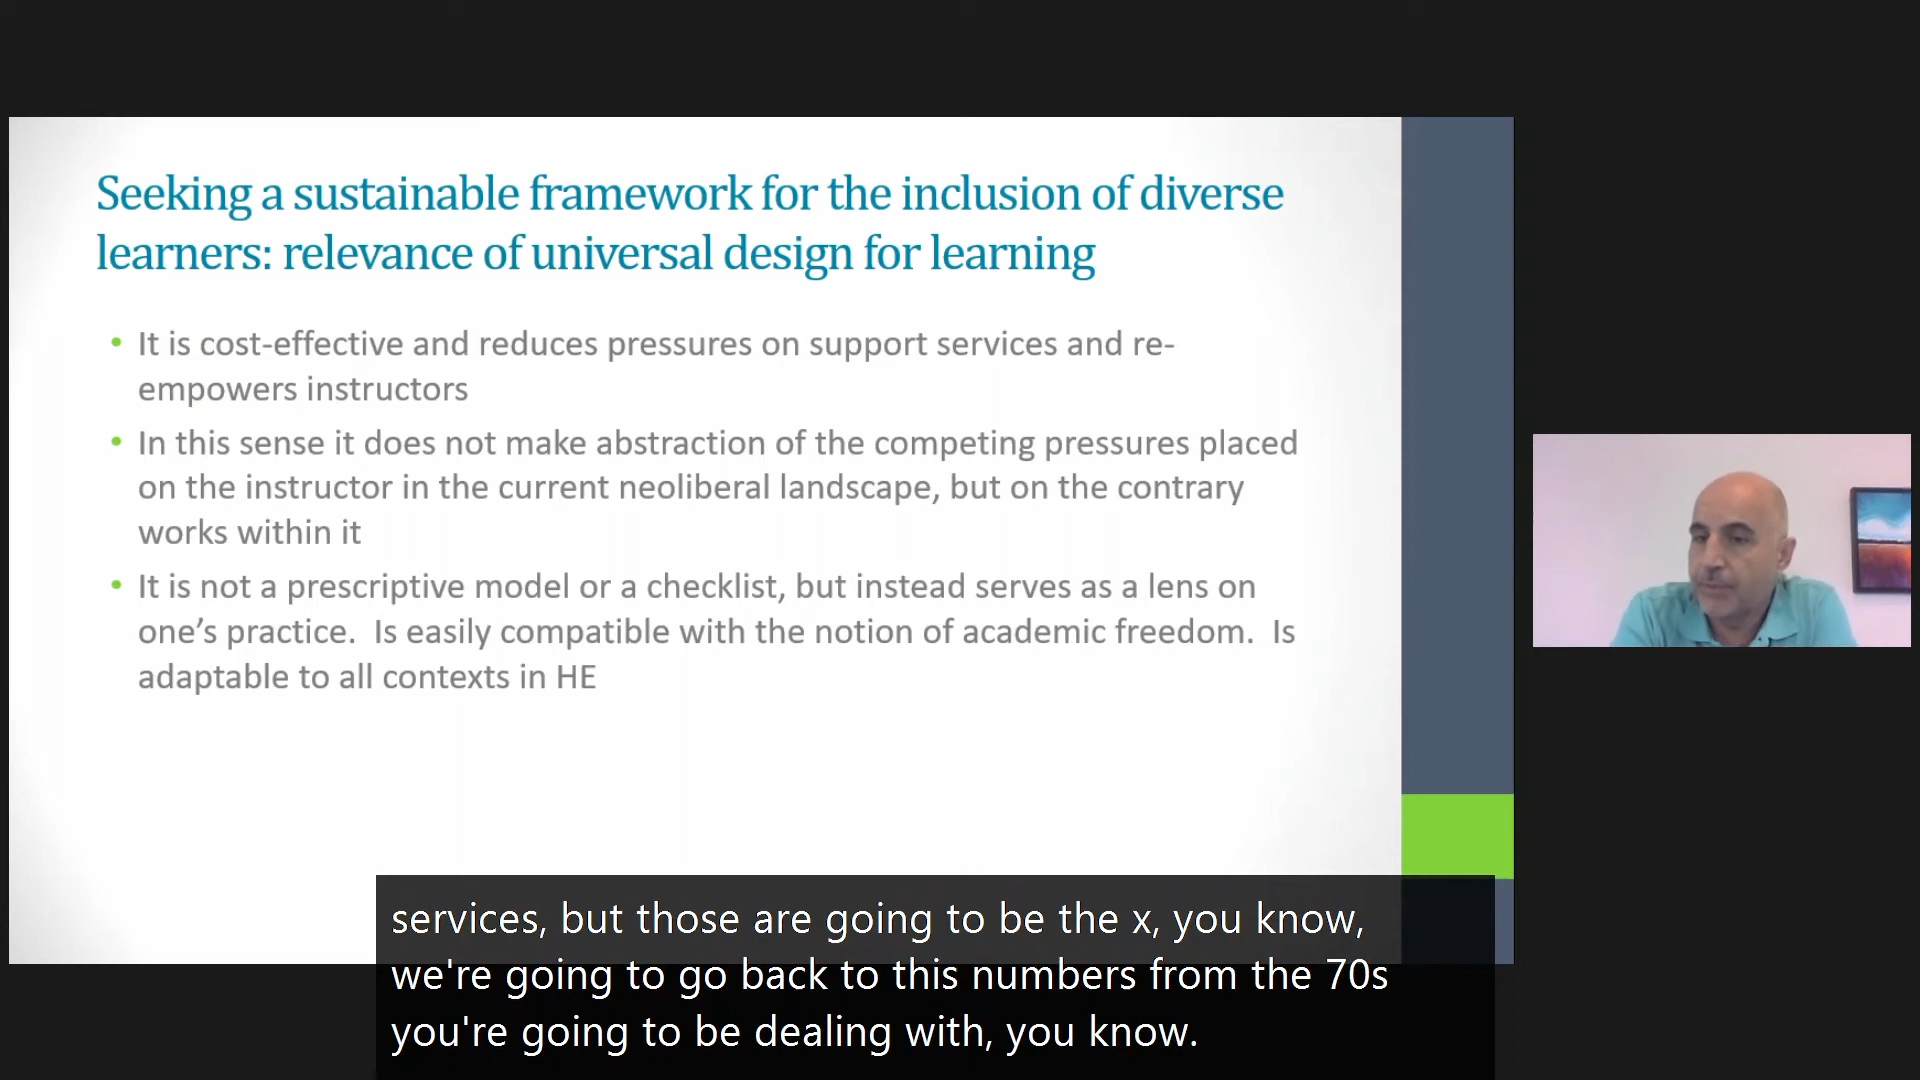 Seeking a sustainable framework for the inclusion of diverse
learners: relevance of universal design for learning
• It is cost-effective and reduces pressures on support services and re-
empowers instructors
• In this sense it does not make abstraction of the competing pressures placed
on the instructor in the current neoliberal landscape, but on the contrary
works within it
• It is not a prescriptive model or a checklist, but instead serves as a lens on
one’s practice.  Is easily compatible with the notion of academic freedom.  Is
adaptable to all contexts in HE
services, but those are going to be the x, you know,
we're going to go back to this numbers from the 70s
you're going to be dealing with, you know.